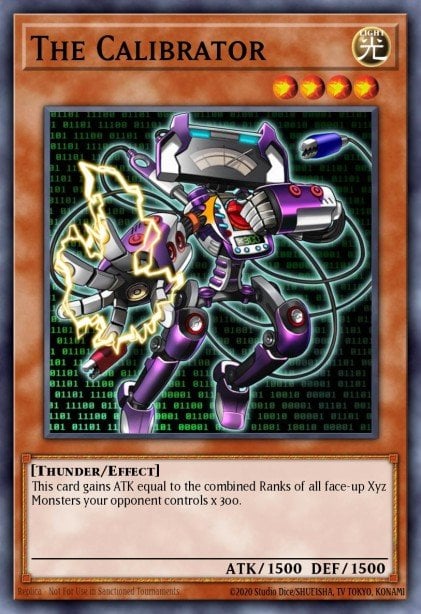 THE CALIBRATOR
LIGHT
光
[THUNDER/EFFECT]
This card gains ATK equal to the combined Ranks of all face-up Xyz
Monsters your opponent controls x 300.
ATK/1500 DEF/1500
Replica - Not For Use in Sanctioned Tournaments
©2020 Studio Dice/SHUEISHA, TV TOKYO, KONAMI